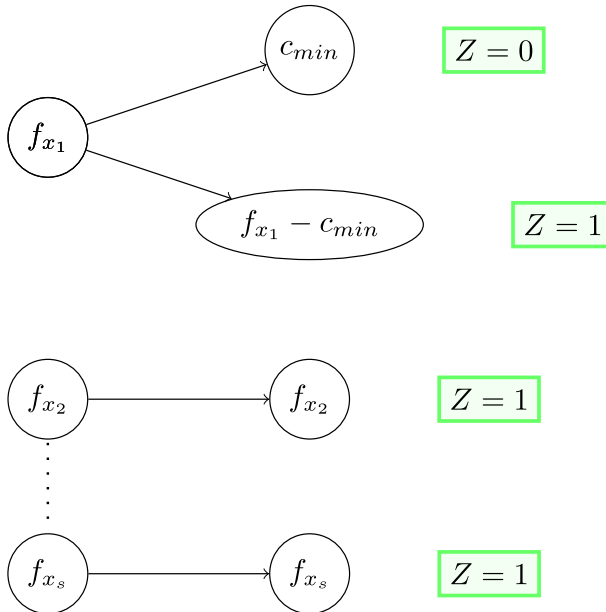 c_{min} Z = 0
f_{x_1}
f_{x_1} − c_{min} Z = 1
f_{x_2} f_{x_2} Z = 1
f_{x_s} f_{x_s} Z = 1